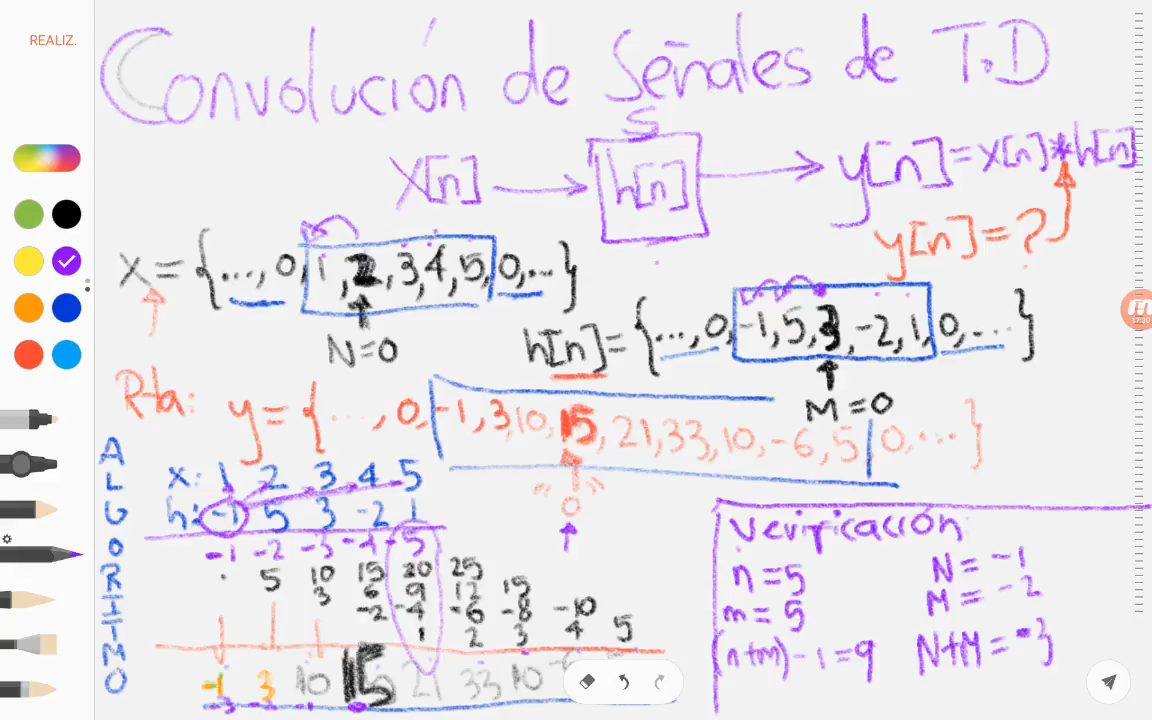 REALIZ.
Convolución de Señales de T.D
S
X[n] → h[n] → y[n]=x[n]*h[n]
y[n]=?
X={...,0,1,2,3,4,5,0,...}
N=0
h[n]={...,0,-1,5,3,-2,1,0,...}
M=0
Rta: y={...,0,-1,3,10,15,21,33,10,-6,5,0,...}
0
ALGORITMO
x: 1 2 3 4 5
h: -1 5 3 -2 1
-1 -2 -3 -4 -5
5 10 15 20 25
3 6 9 12 15
-2 -4 -6 -8 -10
1 2 3 4 5
-1 3 10 15 21 33 10
-3 -2 -1
Verificación
n=5 N=-1
m=5 M=-2
(n+m)-1=9 N+M=-3